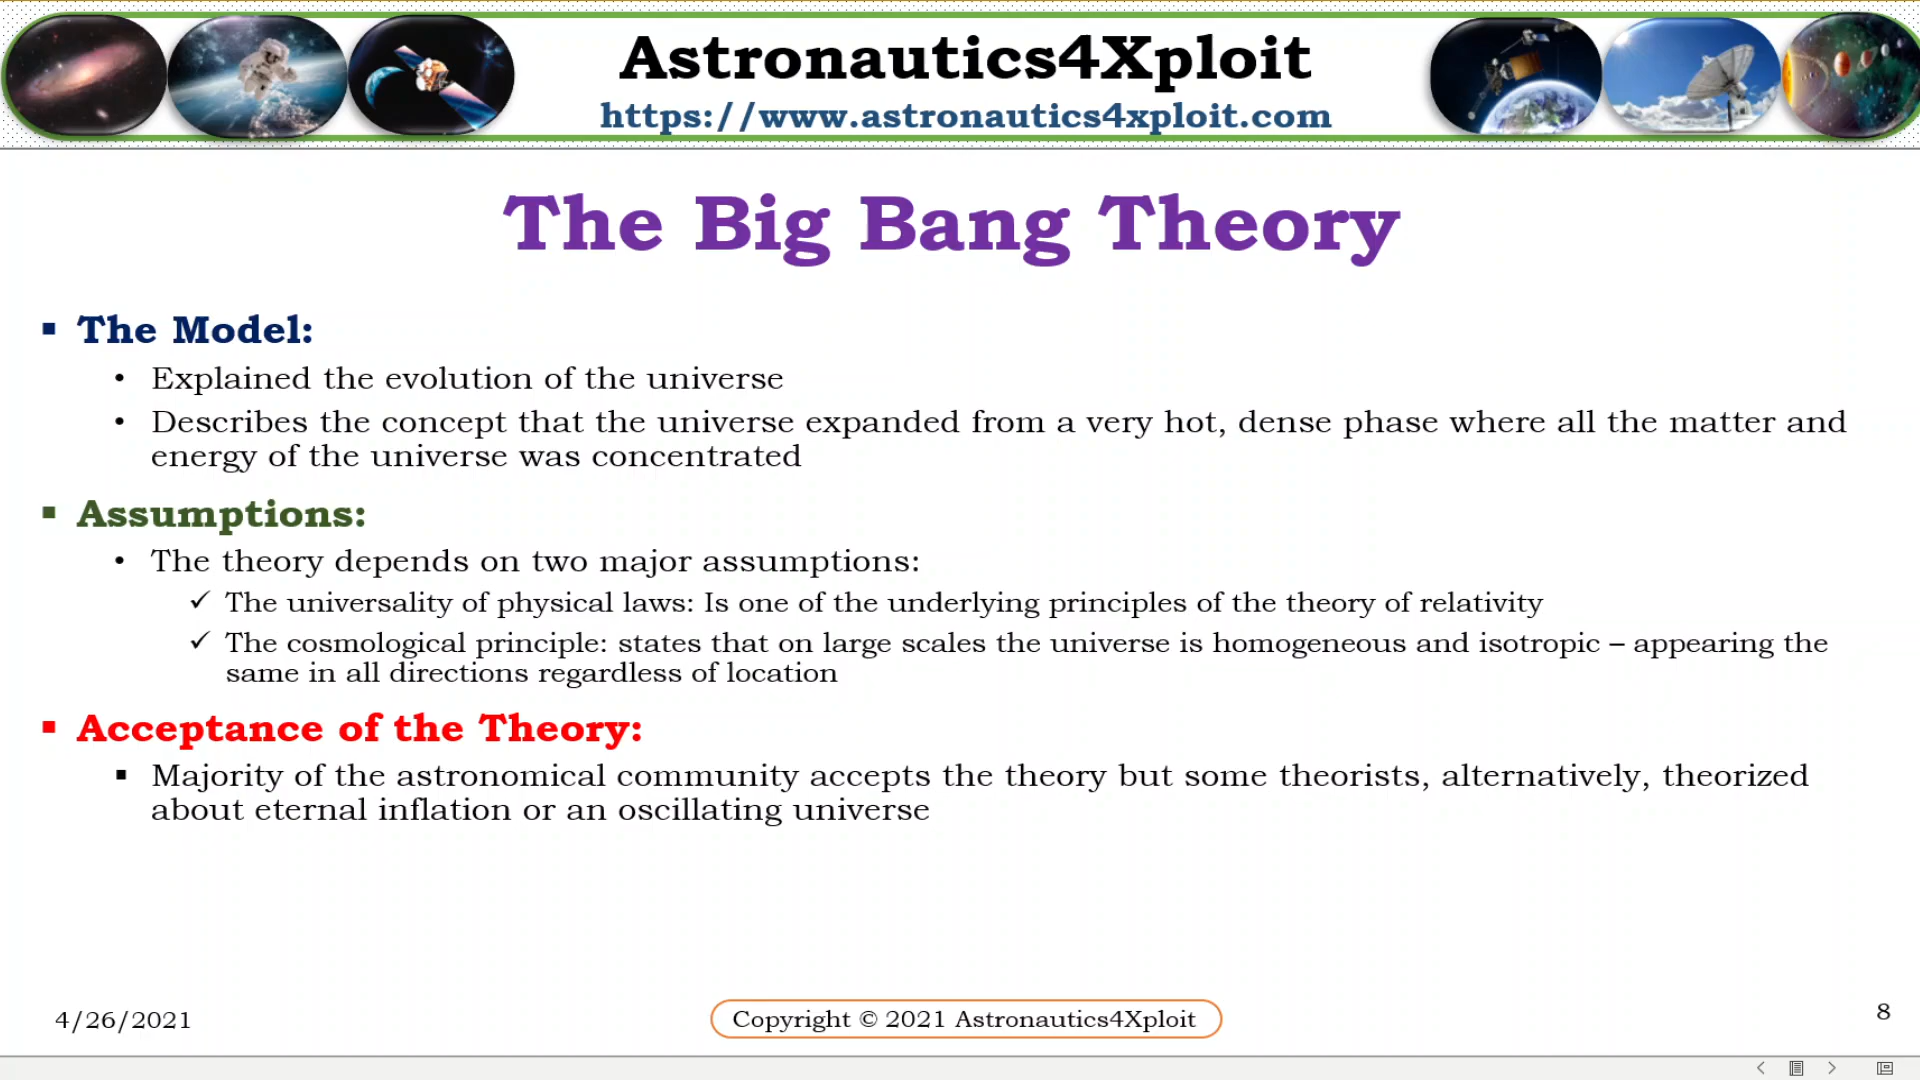 Astronautics4Xploit
https://www.astronautics4xploit.com
The Big Bang Theory
▪ The Model:
• Explained the evolution of the universe
• Describes the concept that the universe expanded from a very hot, dense phase where all the matter and
energy of the universe was concentrated
▪ Assumptions:
• The theory depends on two major assumptions:
✓ The universality of physical laws: Is one of the underlying principles of the theory of relativity
✓ The cosmological principle: states that on large scales the universe is homogeneous and isotropic – appearing the
same in all directions regardless of location
▪ Acceptance of the Theory:
▪ Majority of the astronomical community accepts the theory but some theorists, alternatively, theorized
about eternal inflation or an oscillating universe
4/26/2021
Copyright © 2021 Astronautics4Xploit
8